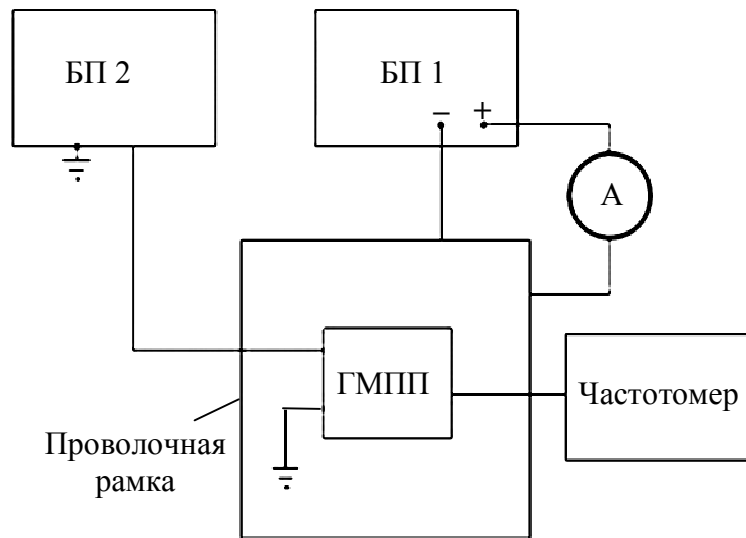 БП 2
БП 1
− +
А
ГМПП
Частотомер
Проволочная
рамка